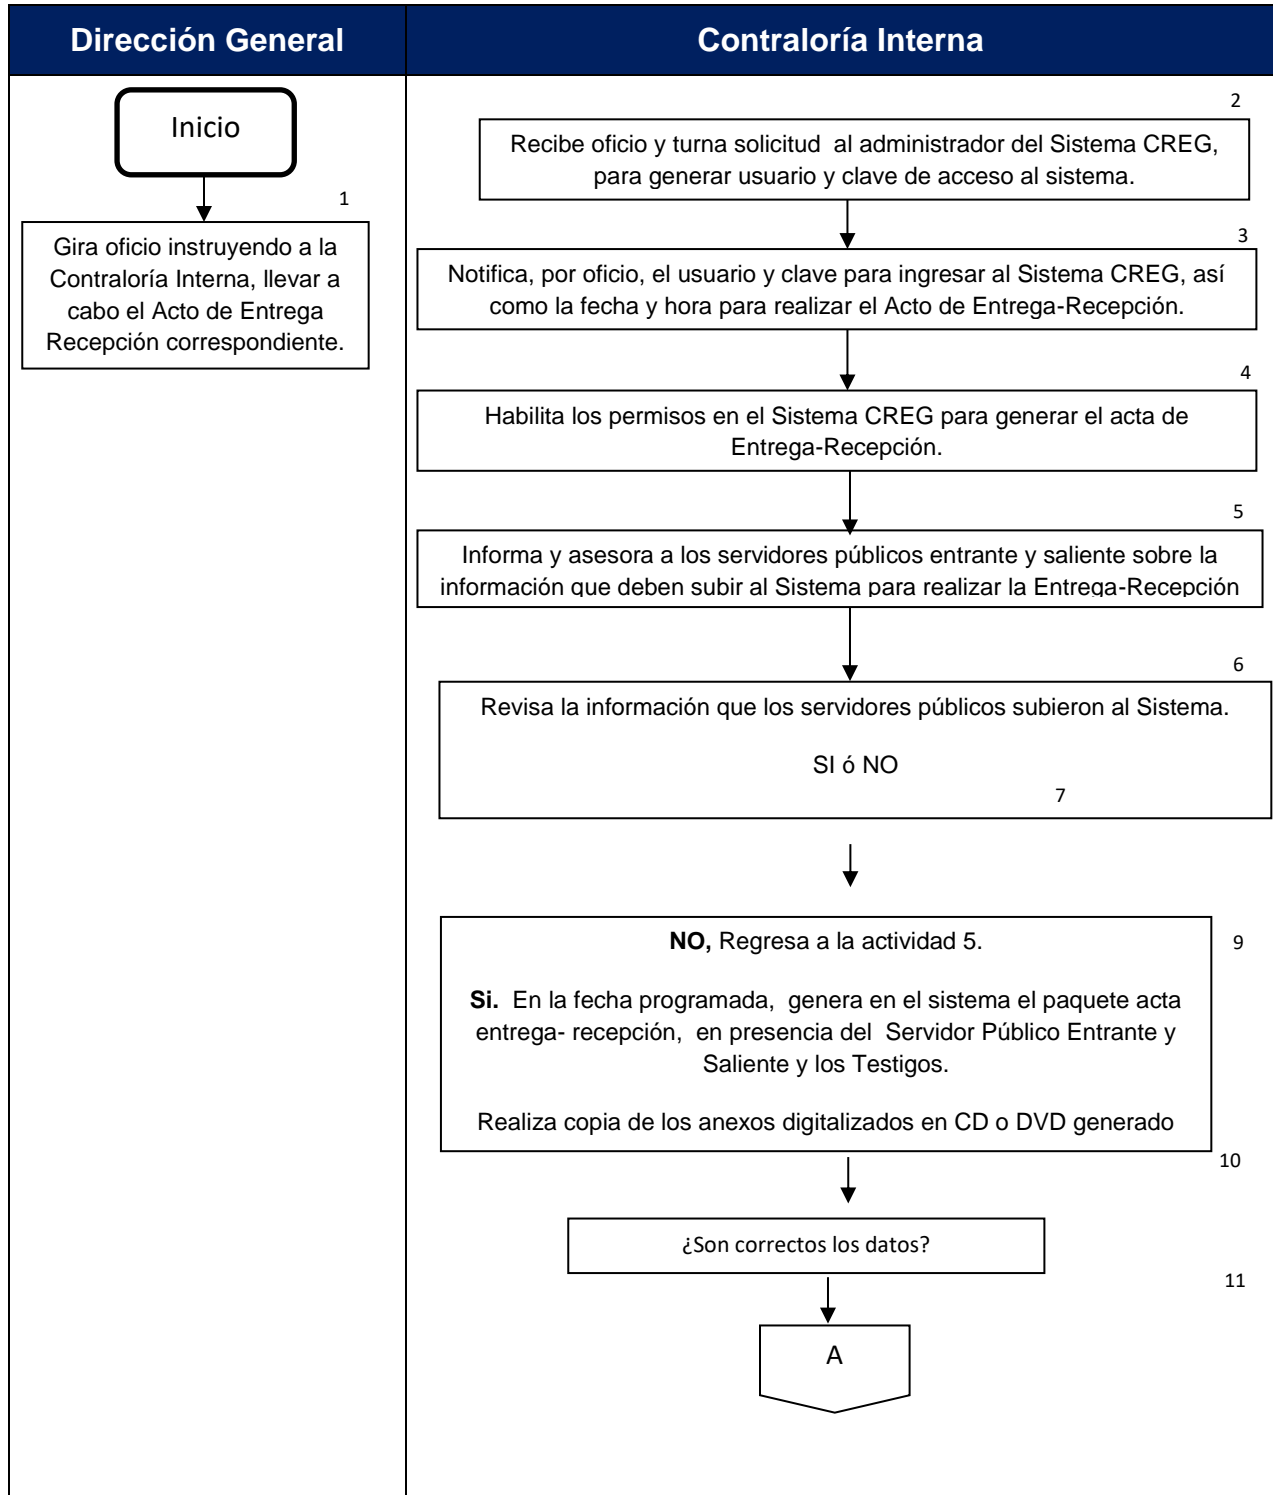 Dirección General
Contraloría Interna
Inicio
1
Gira oficio instruyendo a la
Contraloría Interna, llevar a
cabo el Acto de Entrega
Recepción correspondiente.
2
Recibe oficio y turna solicitud  al administrador del Sistema CREG,
para generar usuario y clave de acceso al sistema.
3
Notifica, por oficio, el usuario y clave para ingresar al Sistema CREG, así
como la fecha y hora para realizar el Acto de Entrega-Recepción.
4
Habilita los permisos en el Sistema CREG para generar el acta de
Entrega-Recepción.
5
Informa y asesora a los servidores públicos entrante y saliente sobre la
información que deben subir al Sistema para realizar la Entrega-Recepción
6
Revisa la información que los servidores públicos subieron al Sistema.
SI ó NO
7
NO, Regresa a la actividad 5.
9
Si.  En la fecha programada,  genera en el sistema el paquete acta
entrega- recepción,  en presencia del  Servidor Público Entrante y
Saliente y los Testigos.
Realiza copia de los anexos digitalizados en CD o DVD generado
10
¿Son correctos los datos?
11
A